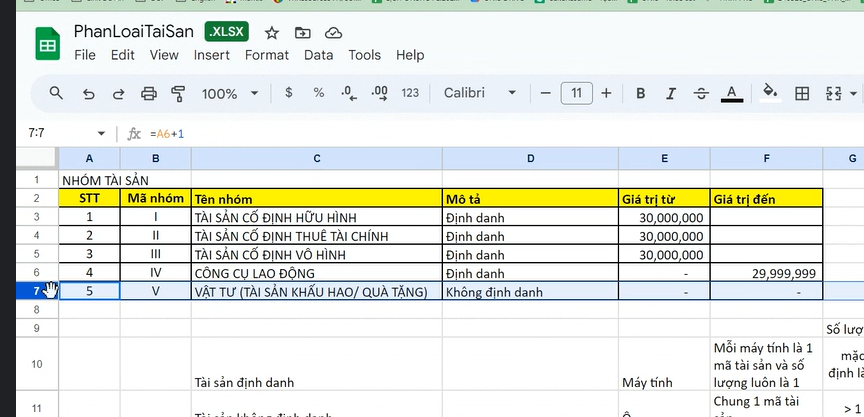 PhanLoaiTaiSan .XLSX
File Edit View Insert Format Data Tools Help
100% $ % .0 .00 123 Calibri 11 B I S A
7:7 fx =A6+1
A B C D E F G
1 NHÓM TÀI SẢN
2 STT Mã nhóm Tên nhóm Mô tả Giá trị từ Giá trị đến
3 1 I TÀI SẢN CỐ ĐỊNH HỮU HÌNH Định danh 30,000,000
4 2 II TÀI SẢN CỐ ĐỊNH THUÊ TÀI CHÍNH Định danh 30,000,000
5 3 III TÀI SẢN CỐ ĐỊNH VÔ HÌNH Định danh 30,000,000
6 4 IV CÔNG CỤ LAO ĐỘNG Định danh - 29,999,999
7 5 V VẬT TƯ (TÀI SẢN KHẤU HAO/ QUÀ TẶNG) Không định danh - -
8
9 Số lượ
Mỗi máy tính là 1
mã tài sản và số mặc
10 Tài sản định danh Máy tính lượng luôn là 1 định là
Chung 1 mã tài
11 > 1